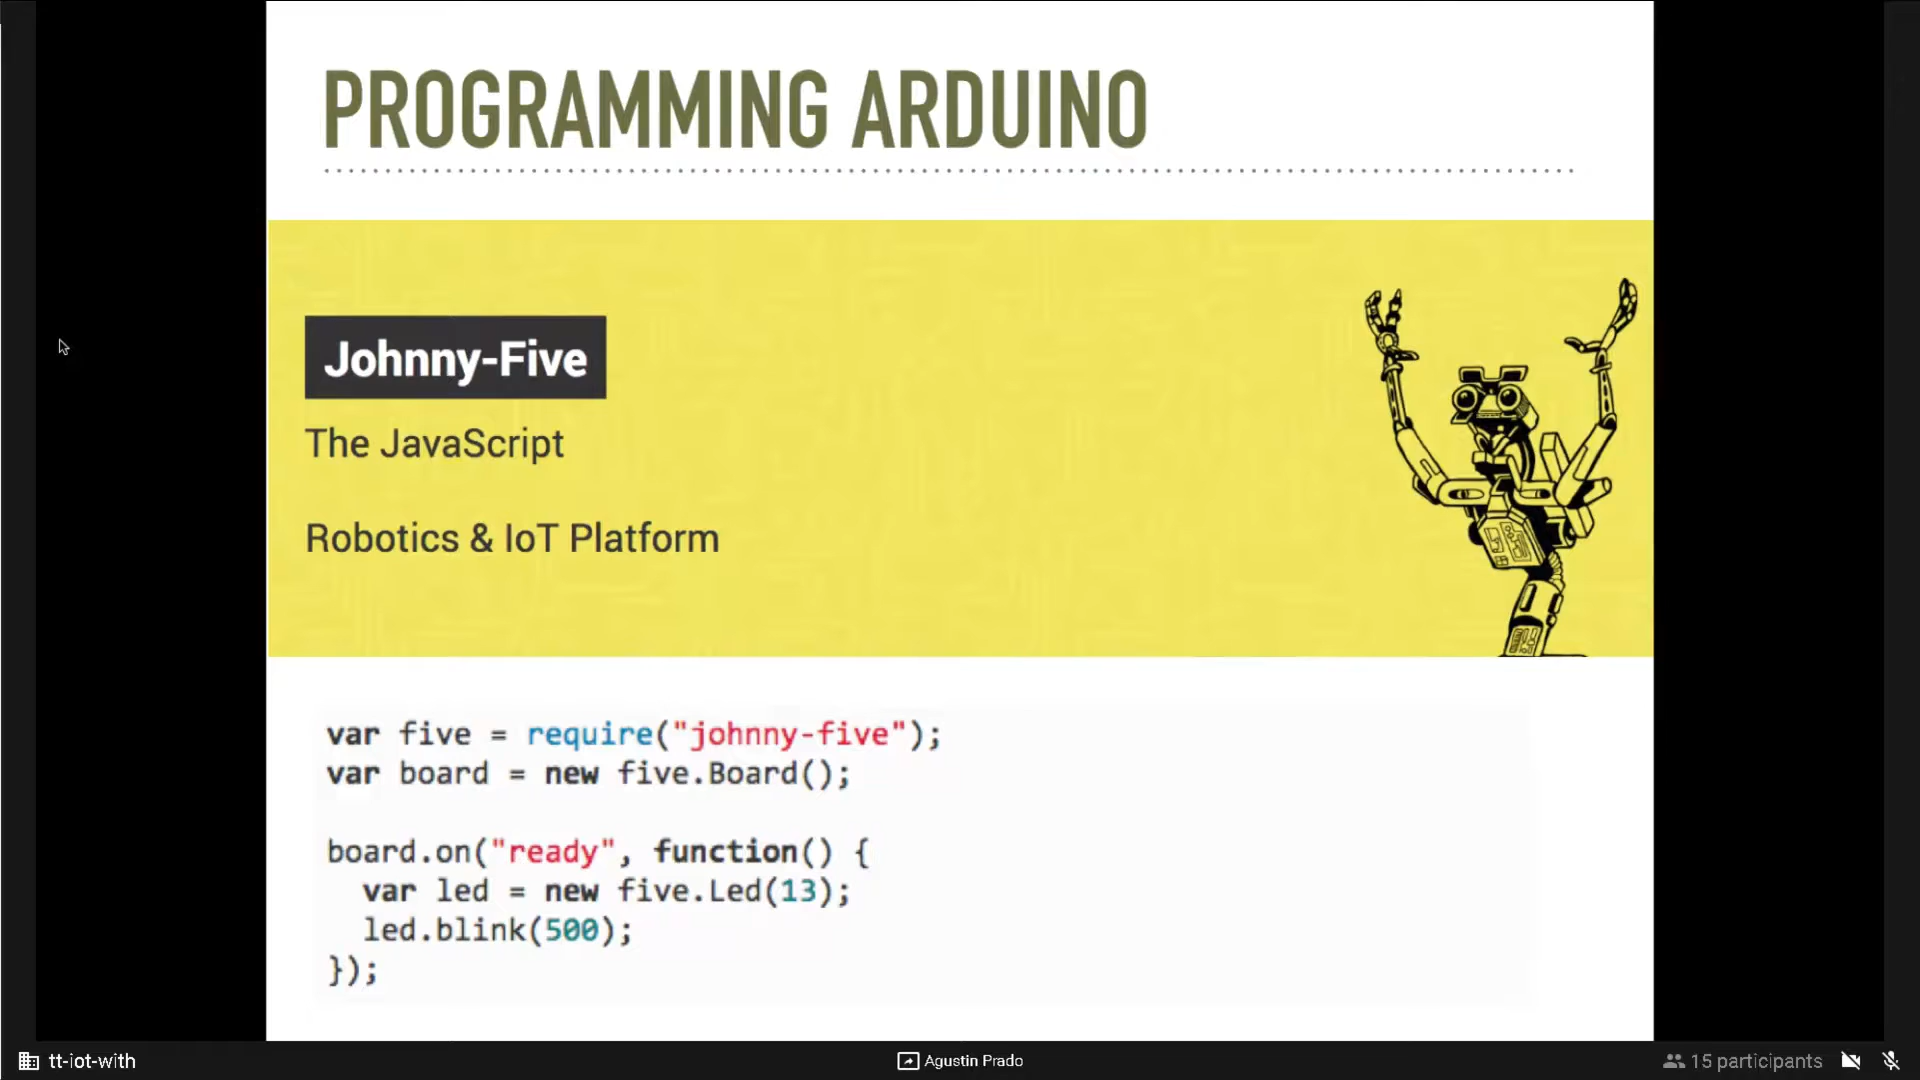 PROGRAMMING ARDUINO
Johnny-Five
The JavaScript
Robotics & IoT Platform
var five = require("johnny-five");
var board = new five.Board();
board.on("ready", function() {
  var led = new five.Led(13);
  led.blink(500);
});
tt-iot-with
Agustin Prado
15 participants